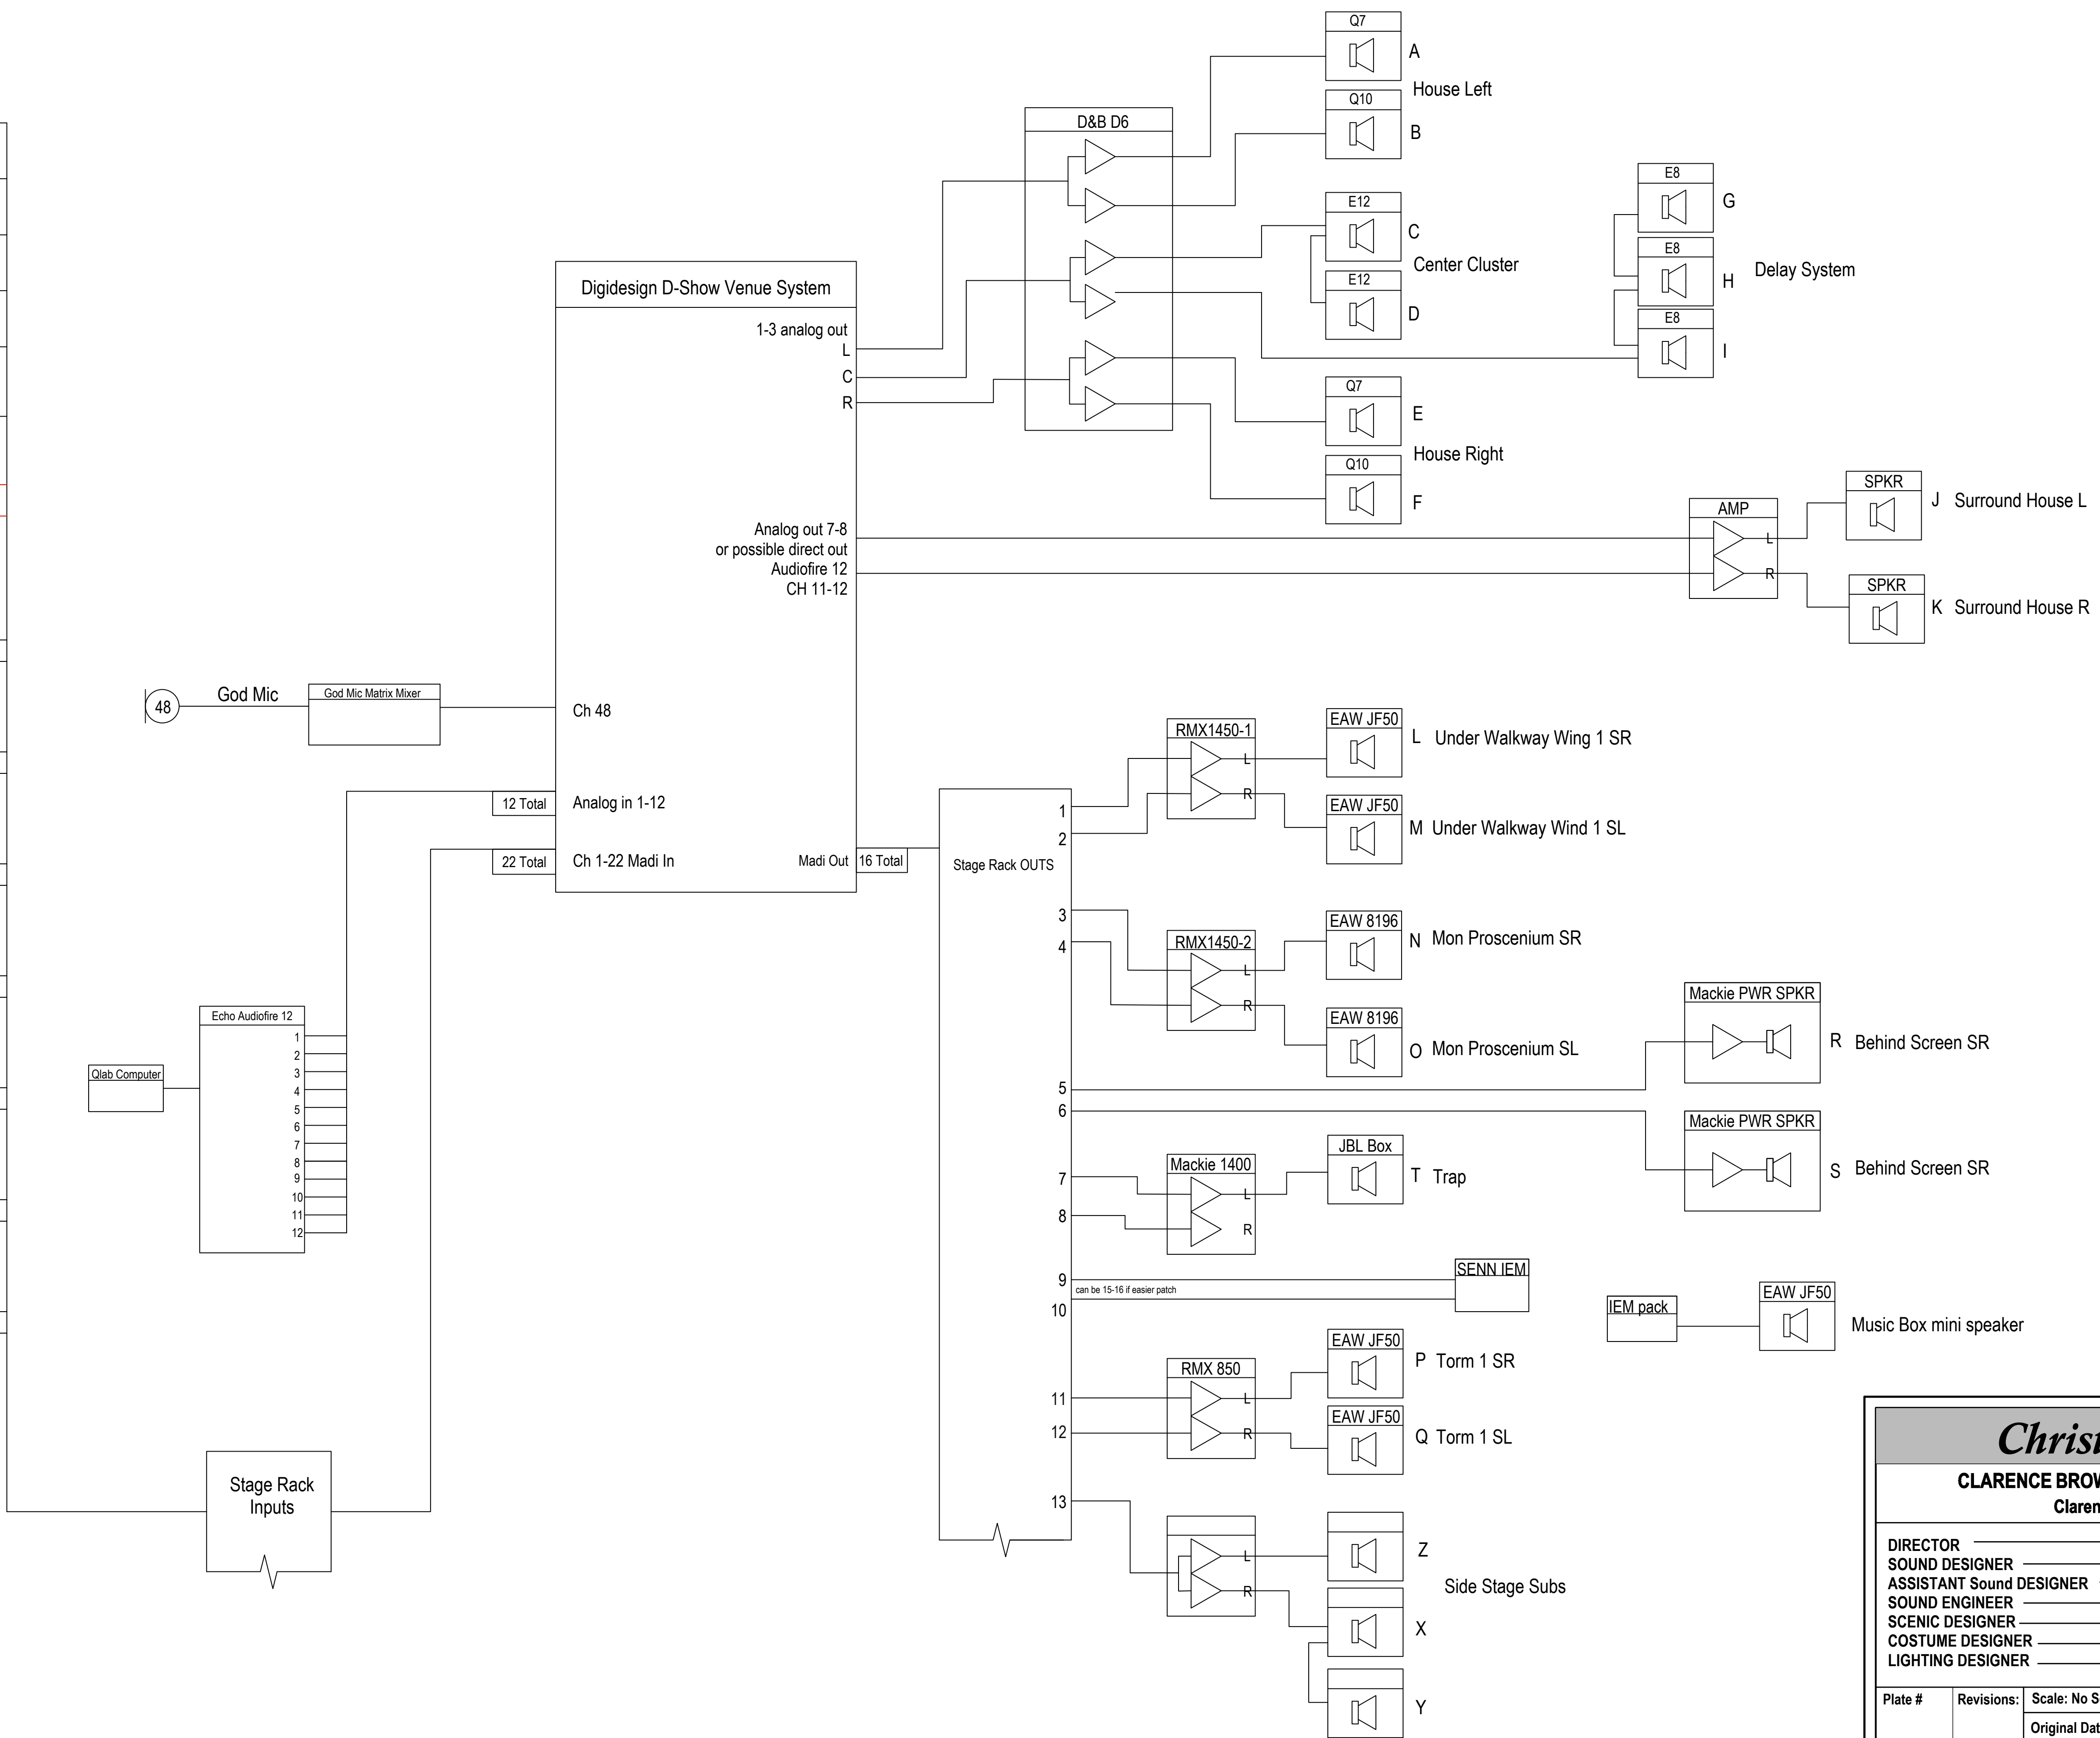 Q7
A
House Left
Q10
B
D&B D6
E12
C
Center Cluster
E12
D
E8
G
E8
H
Delay System
E8
I
Q7
E
House Right
Q10
F
Digidesign D-Show Venue System
1-3 analog out
L
C
R
Analog out 7-8
or possible direct out
Audiofire 12
CH 11-12
AMP
L
R
SPKR
J Surround House L
SPKR
K Surround House R
48
God Mic
God Mic Matrix Mixer
Ch 48
12 Total
Analog in 1-12
22 Total
Ch 1-22 Madi In
Madi Out
16 Total
Stage Rack OUTS
1
2
3
4
5
6
7
8
9
can be 15-16 if easier patch
10
11
12
13
RMX1450-1
L
R
EAW JF50
L Under Walkway Wing 1 SR
EAW JF50
M Under Walkway Wind 1 SL
RMX1450-2
L
R
EAW 8196
N Mon Proscenium SR
EAW 8196
O Mon Proscenium SL
Mackie PWR SPKR
R Behind Screen SR
Mackie PWR SPKR
S Behind Screen SR
Mackie 1400
L
R
JBL Box
T Trap
SENN IEM
IEM pack
EAW JF50
Music Box mini speaker
RMX 850
L
R
EAW JF50
P Torm 1 SR
EAW JF50
Q Torm 1 SL
L
R
Z
Side Stage Subs
X
Y
Qlab Computer
Echo Audiofire 12
1
2
3
4
5
6
7
8
9
10
11
12
Stage Rack
Inputs
Christ
CLARENCE BROW
Claren
DIRECTOR
SOUND DESIGNER
ASSISTANT Sound DESIGNER
SOUND ENGINEER
SCENIC DESIGNER
COSTUME DESIGNER
LIGHTING DESIGNER
Plate #
Revisions:
Scale: No S
Original Dat